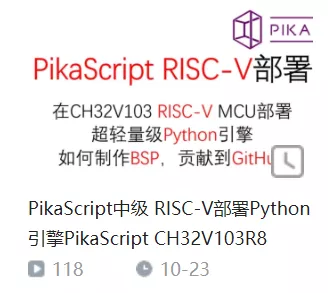 PIKA
PikaScript RISC-V部署
在CH32V103 RISC-V MCU部署
超轻量级Python引擎
如何制作BSP，贡献到GitHu
PikaScript中级 RISC-V部署Python
引擎PikaScript CH32V103R8
118 10-23